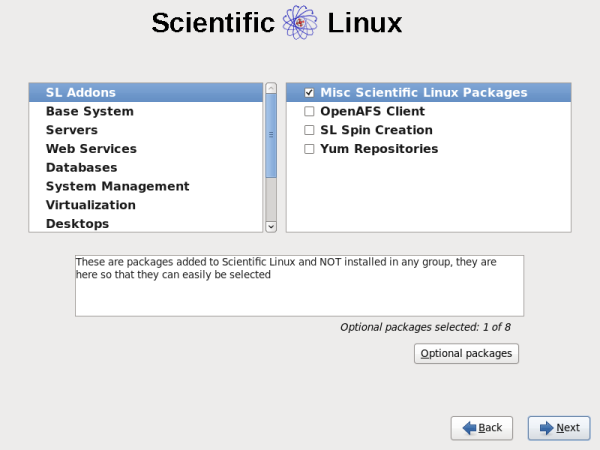 Scientific Linux
SL Addons
Base System
Servers
Web Services
Databases
System Management
Virtualization
Desktops
Misc Scientific Linux Packages
OpenAFS Client
SL Spin Creation
Yum Repositories
These are packages added to Scientific Linux and NOT installed in any group, they are
here so that they can easily be selected
Optional packages selected: 1 of 8
Optional packages
Back
Next